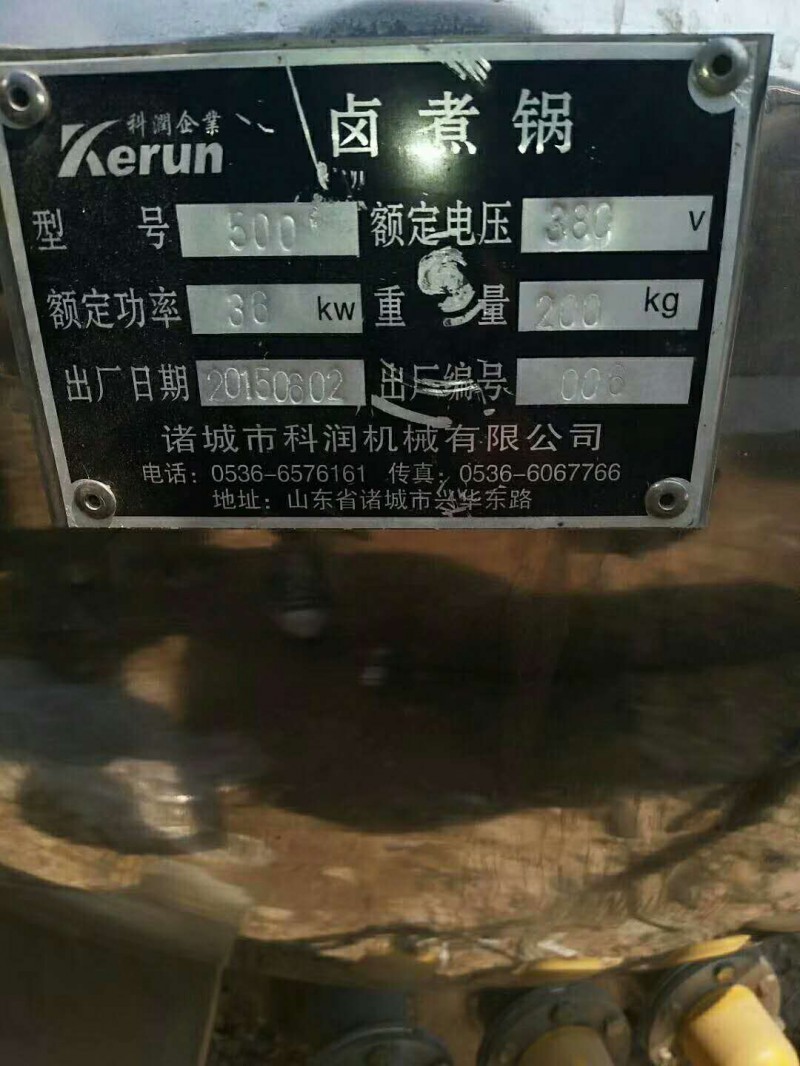 科潤企業
Kerun
卤煮锅
型 号 500 额定电压 380 V
额定功率 36 kw 重 量 200 kg
出厂日期 20150602 出厂编号 006
诸城市科润机械有限公司
电话：0536-6576161 传真：0536-6067766
地址：山东省诸城市兴华东路